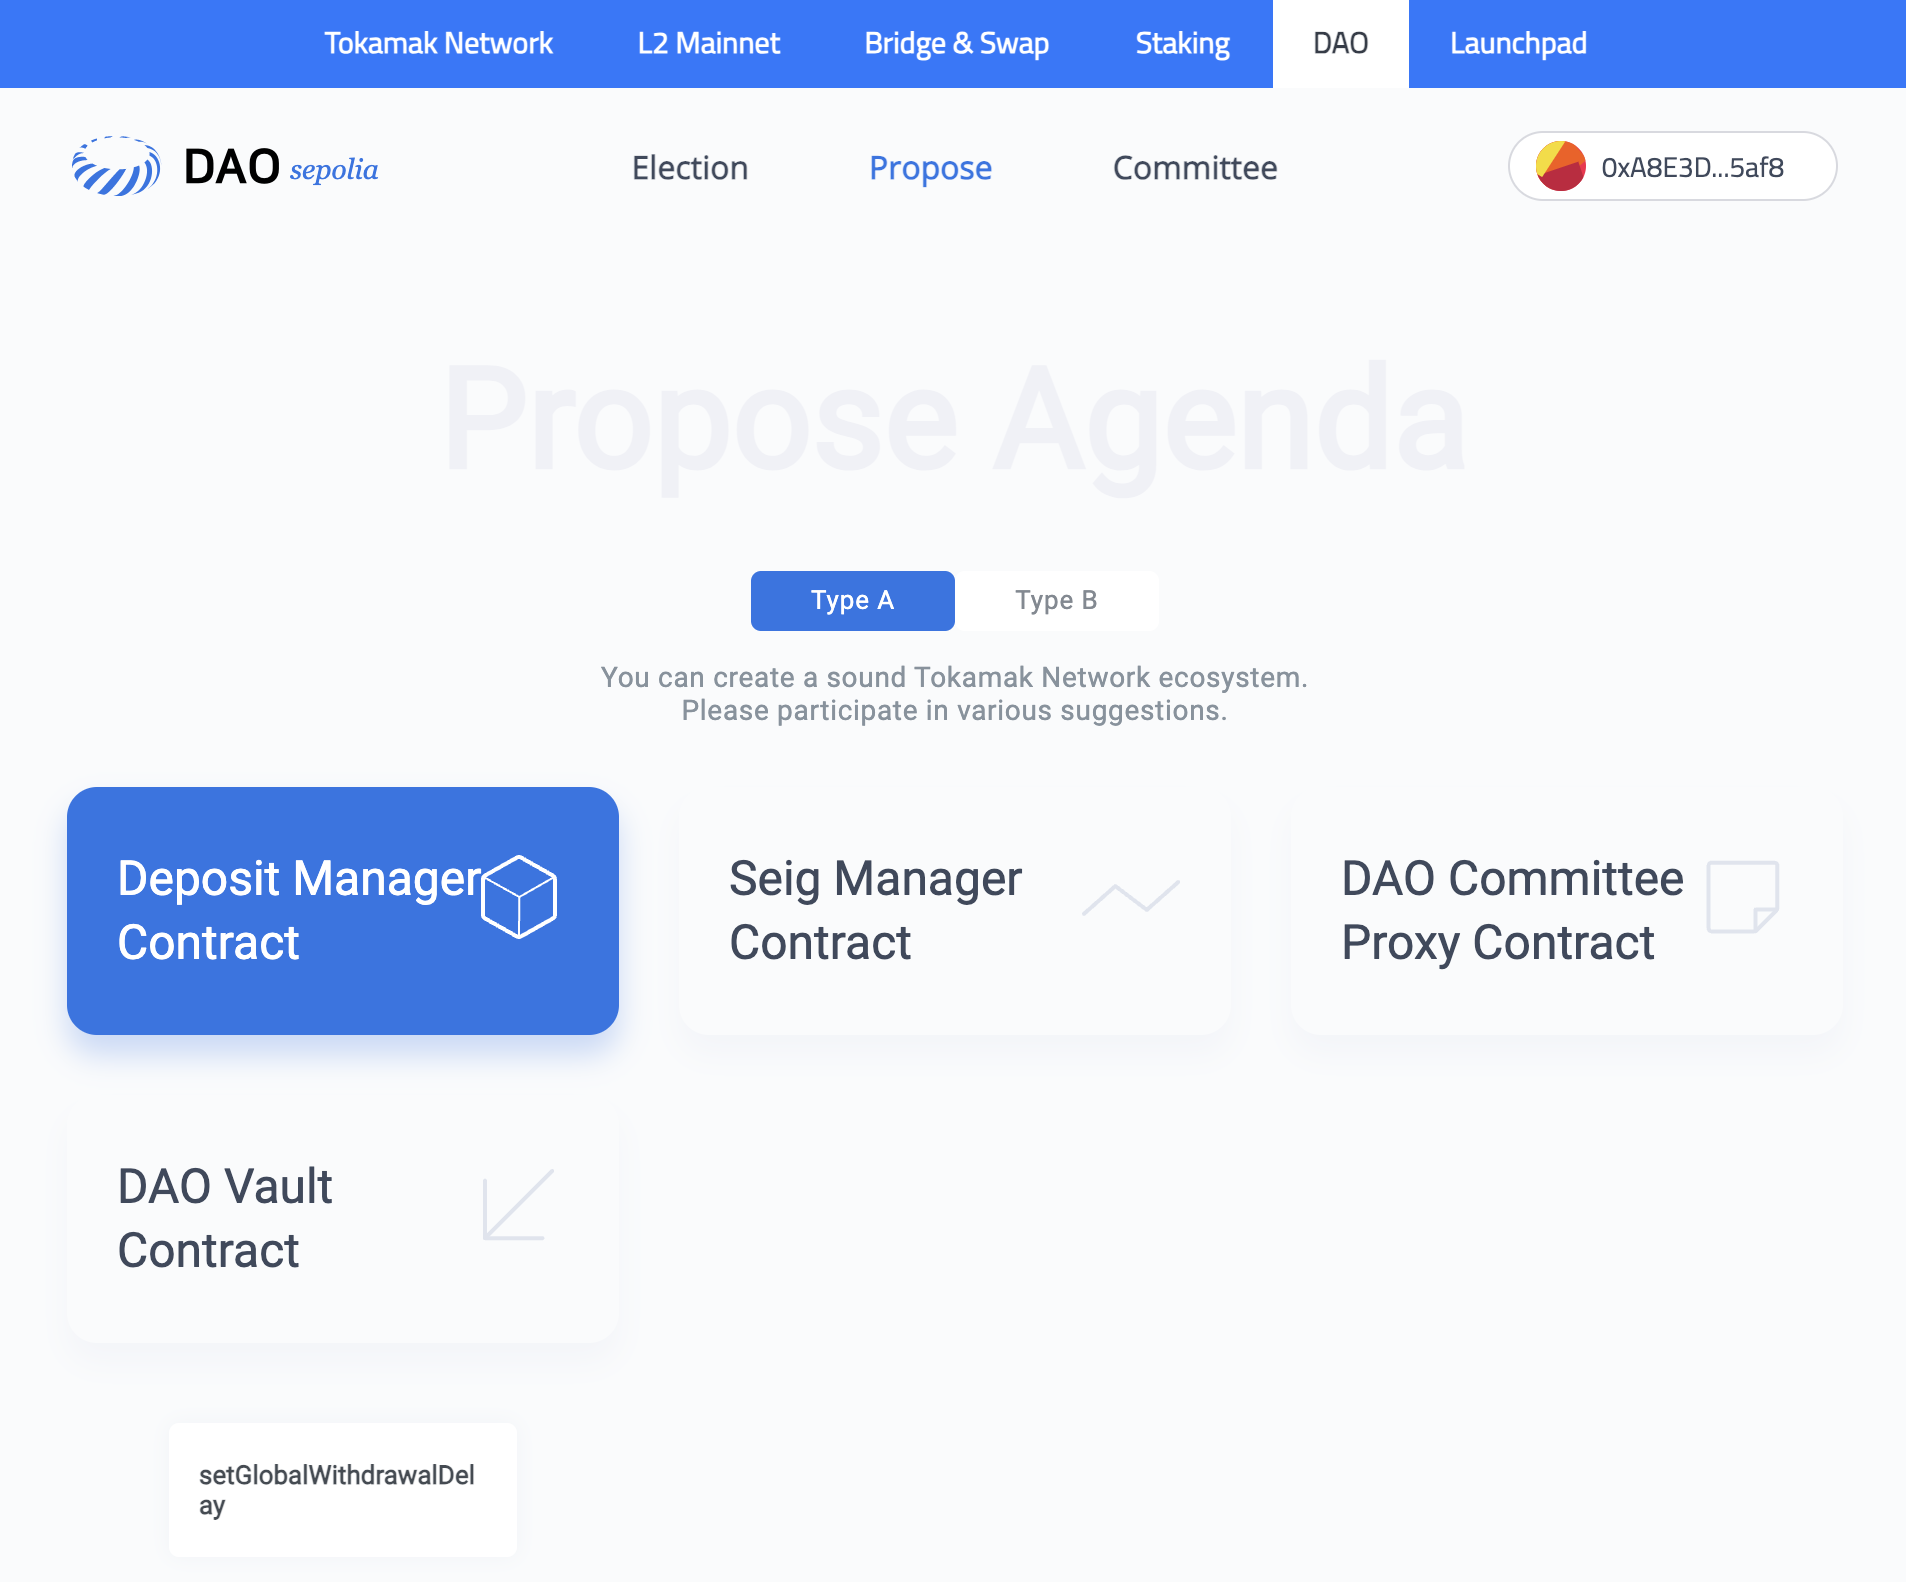 Tokamak Network L2 Mainnet Bridge & Swap Staking DAO Launchpad
DAO sepolia Election Propose Committee 0xA8E3D...5af8
Propose Agenda
Type A Type B
You can create a sound Tokamak Network ecosystem.
Please participate in various suggestions.
Deposit Manager
Contract
Seig Manager
Contract
DAO Committee
Proxy Contract
DAO Vault
Contract
setGlobalWithdrawalDel
ay